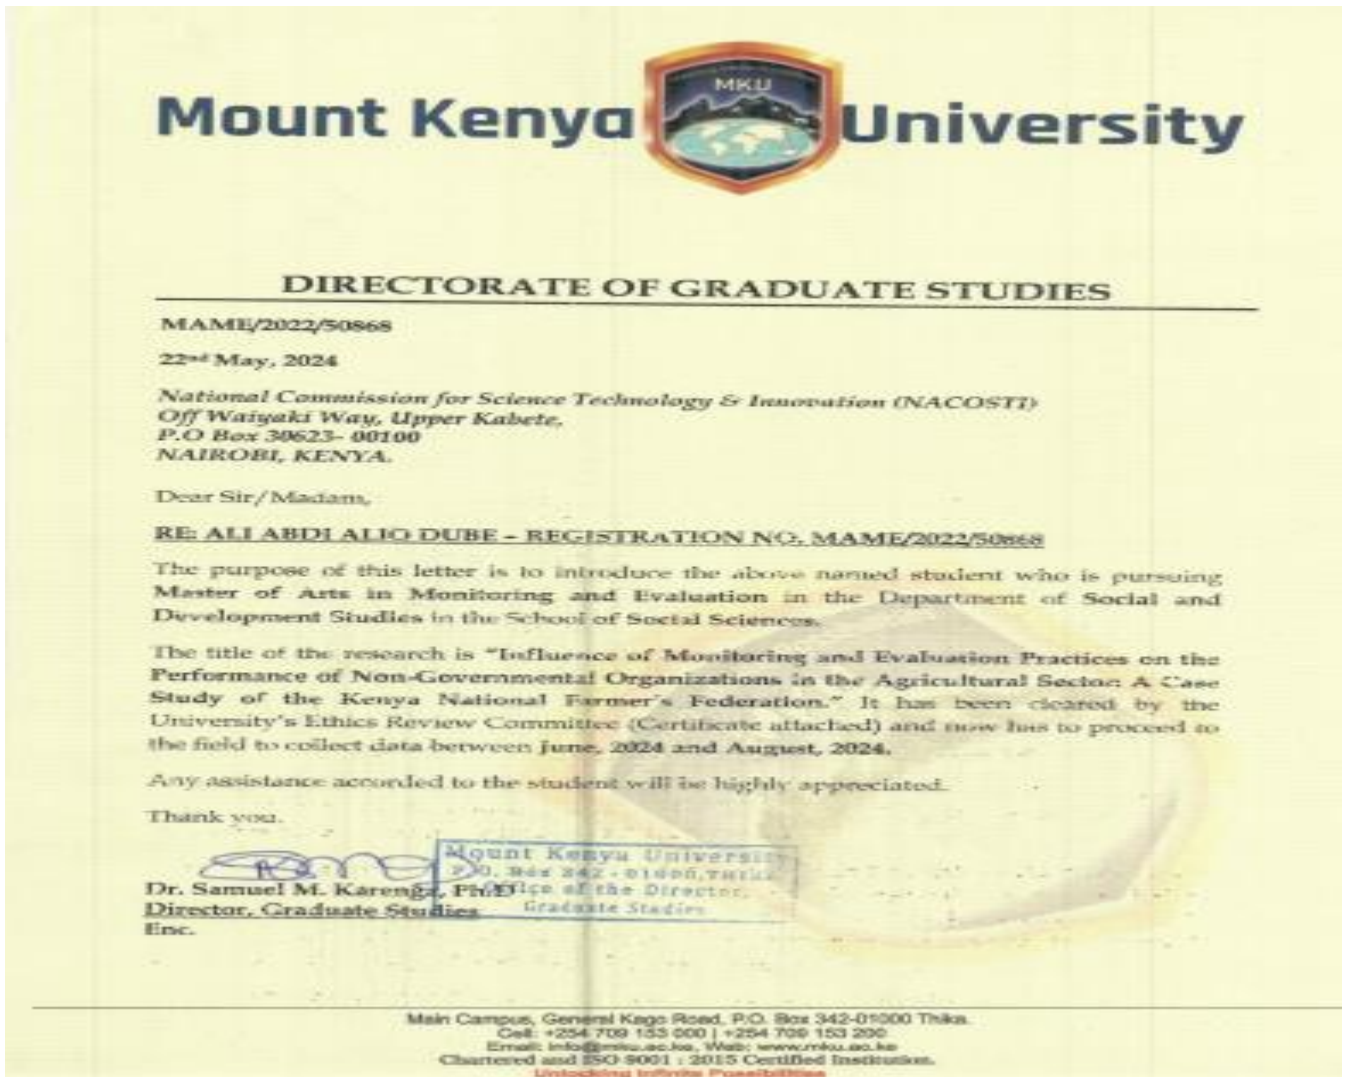 Mount Kenya University
MKU
DIRECTORATE OF GRADUATE STUDIES
MAME/2022/50868
22nd May, 2024
National Commission for Science Technology & Innovation (NACOSTI)
Off Waiyaki Way, Upper Kabete,
P.O Box 30623- 00100
NAIROBI, KENYA.
Dear Sir/Madam,
RE: ALI ABDI ALIO DUBE – REGISTRATION NO. MAME/2022/50868
The purpose of this letter is to introduce the above named student who is pursuing
Master of Arts in Monitoring and Evaluation in the Department of Social and
Development Studies in the School of Social Sciences.
The title of the research is "Influence of Monitoring and Evaluation Practices on the
Performance of Non-Governmental Organizations in the Agricultural Sector: A Case
Study of the Kenya National Farmer's Federation." It has been cleared by the
University's Ethics Review Committee (Certificate attached) and now has to proceed to
the field to collect data between June, 2024 and August, 2024.
Any assistance accorded to the student will be highly appreciated.
Thank you.
Mount Kenya University
P.O. Box 342 - 01000, THIKA
Office of the Director,
Graduate Studies
Dr. Samuel M. Karenga, Ph.D
Director, Graduate Studies
Enc.
Main Campus, General Kago Road, P.O. Box 342-01000 Thika.
Cell: +254 709 153 000 | +254 709 153 200
Email: info@mku.ac.ke, Web: www.mku.ac.ke
Chartered and ISO 9001 : 2015 Certified Institution.
Unlocking Infinite Possibilities